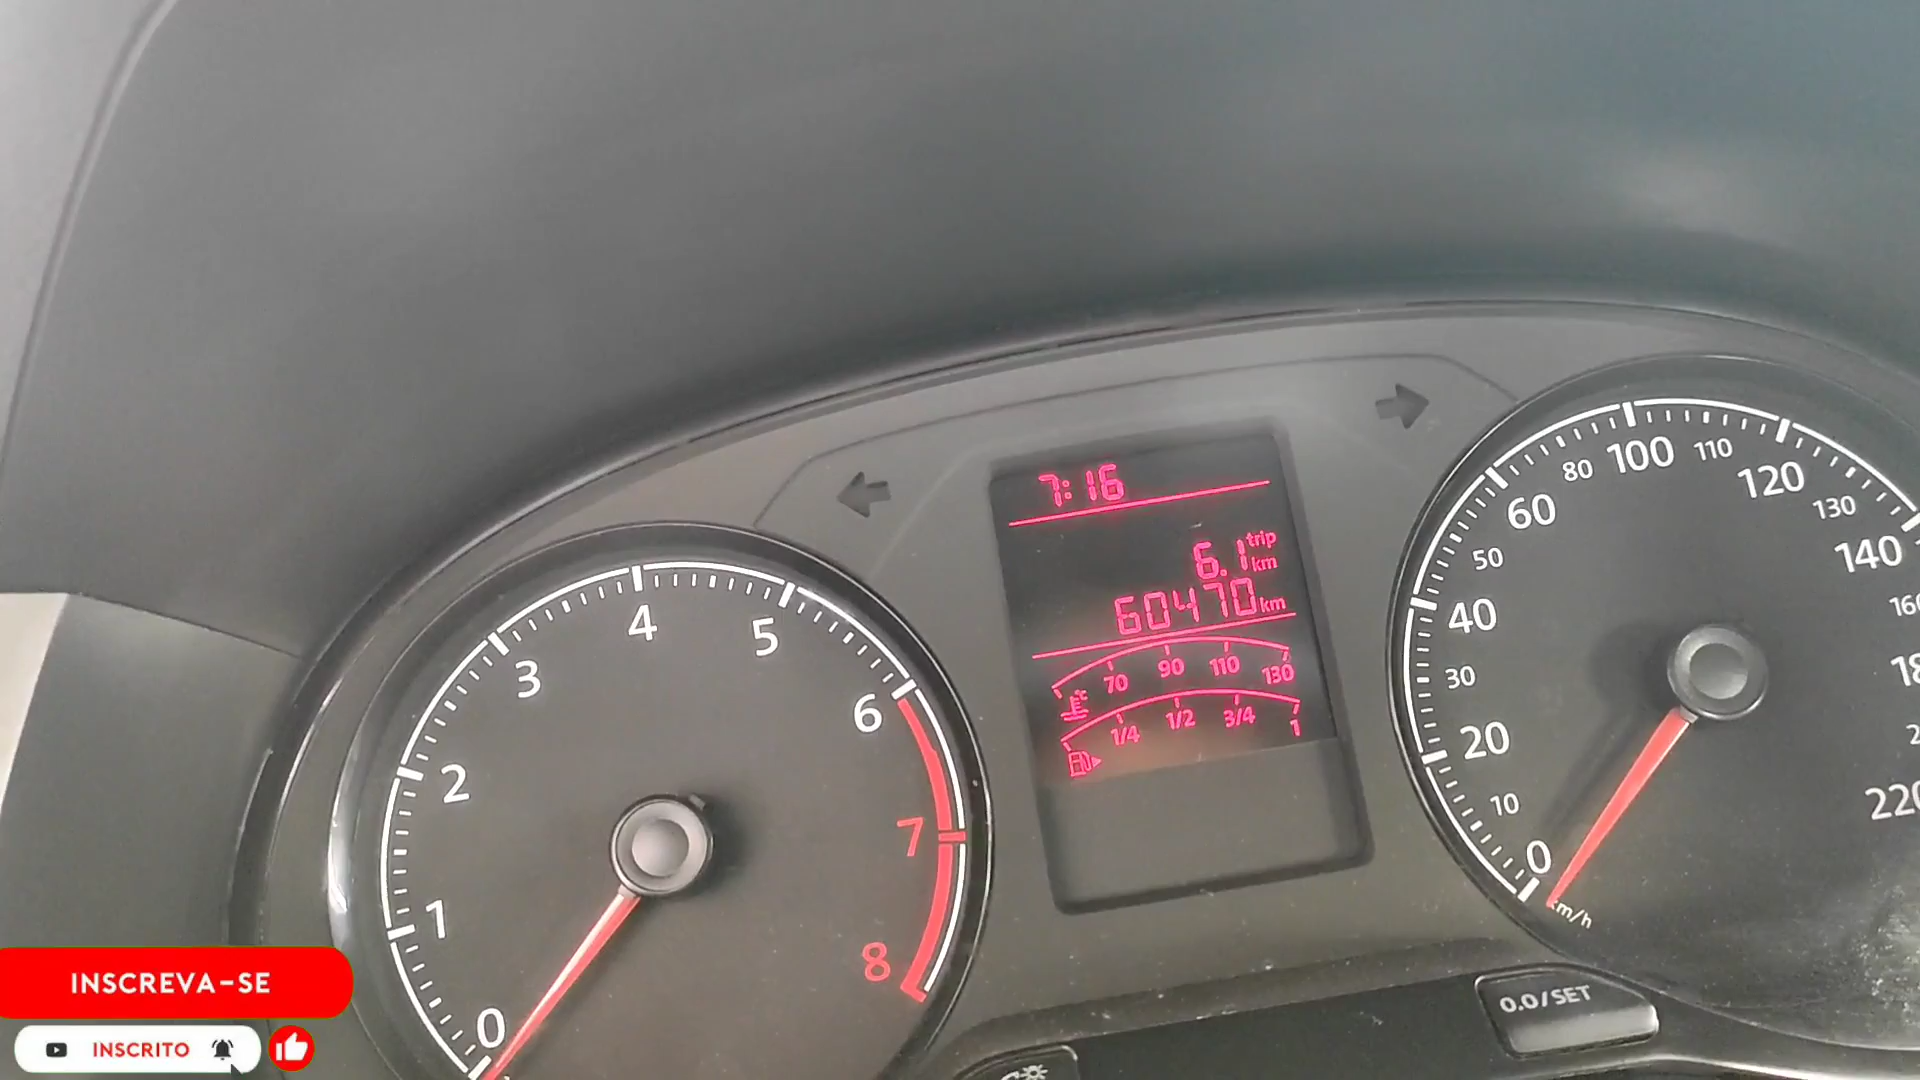 7:16
6.1 trip km
60470 km
70 90 110 130
1/4 1/2 3/4 1
0 1 2 3 4 5 6 7 8
0 10 20 30 40 50 60 80 100 110 120 130 140
220
km/h
0.0/SET
INSCREVA-SE
INSCRITO